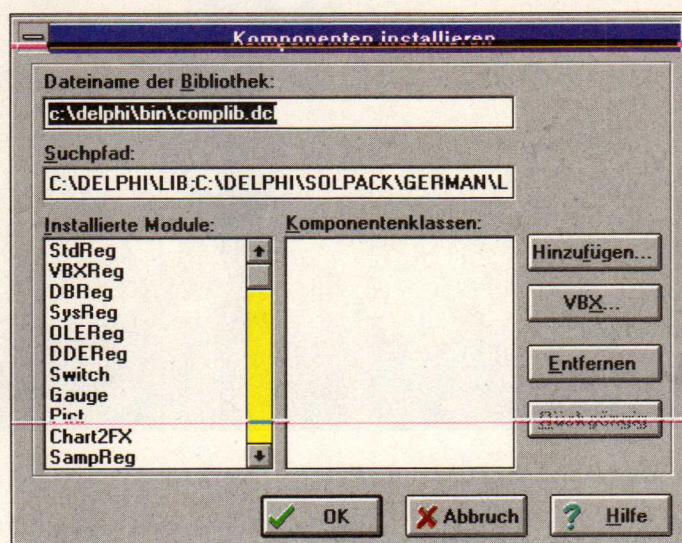 Komponenten installieren
Dateiname der Bibliothek:
c:\delphi\bin\complib.dcl
Suchpfad:
C:\DELPHI\LIB;C:\DELPHI\SOLPACK\GERMAN\L
Installierte Module:
StdReg
VBXReg
DBReg
SysReg
OLEReg
DDEReg
Switch
Gauge
Pict
Chart2FX
SampReg
Komponentenklassen:
Hinzufügen...
VBX...
Entfernen
Rückgängig
OK
Abbruch
? Hilfe